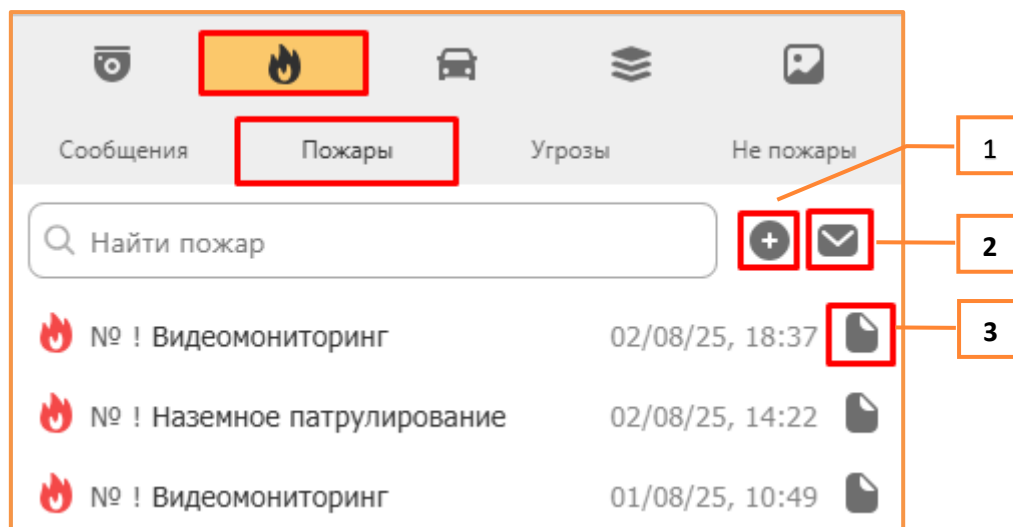 Сообщения Пожары Угрозы Не пожары
1
Найти пожар
2
№ ! Видеомониторинг 02/08/25, 18:37
3
№ ! Наземное патрулирование 02/08/25, 14:22
№ ! Видеомониторинг 01/08/25, 10:49